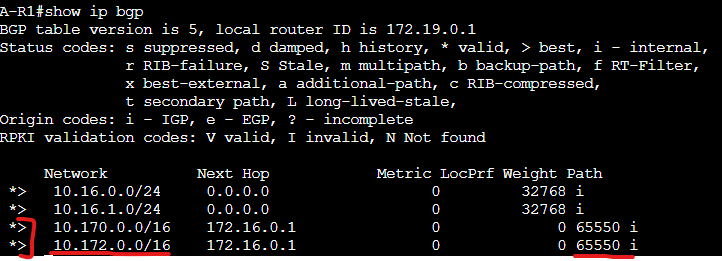 A-R1#show ip bgp
BGP table version is 5, local router ID is 172.19.0.1
Status codes: s suppressed, d damped, h history, * valid, > best, i - internal,
r RIB-failure, S Stale, m multipath, b backup-path, f RT-Filter,
x best-external, a additional-path, c RIB-compressed,
t secondary path, L long-lived-stale,
Origin codes: i - IGP, e - EGP, ? - incomplete
RPKI validation codes: V valid, I invalid, N Not found
Network Next Hop Metric LocPrf Weight Path
*> 10.16.0.0/24 0.0.0.0 0 32768 i
*> 10.16.1.0/24 0.0.0.0 0 32768 i
*> 10.170.0.0/16 172.16.0.1 0 0 65550 i
*> 10.172.0.0/16 172.16.0.1 0 0 65550 i